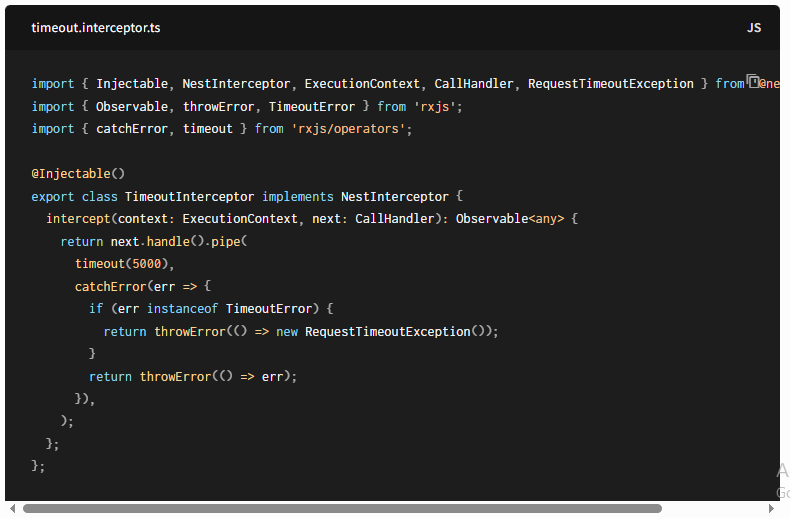 timeout.interceptor.ts JS
import { Injectable, NestInterceptor, ExecutionContext, CallHandler, RequestTimeoutException } from '@ne
import { Observable, throwError, TimeoutError } from 'rxjs';
import { catchError, timeout } from 'rxjs/operators';
@Injectable()
export class TimeoutInterceptor implements NestInterceptor {
  intercept(context: ExecutionContext, next: CallHandler): Observable<any> {
    return next.handle().pipe(
      timeout(5000),
      catchError(err => {
        if (err instanceof TimeoutError) {
          return throwError(() => new RequestTimeoutException());
        }
        return throwError(() => err);
      }),
    );
  };
};
A
Go